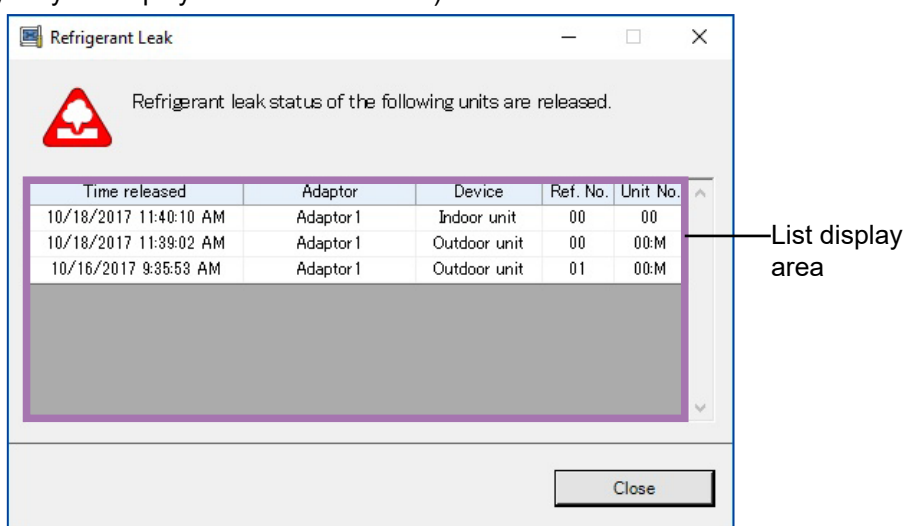 Refrigerant Leak
Refrigerant leak status of the following units are released.
Time released Adaptor Device Ref. No. Unit No.
10/18/2017 11:40:10 AM Adaptor1 Indoor unit 00 00
10/18/2017 11:39:02 AM Adaptor1 Outdoor unit 00 00:M
10/16/2017 9:35:53 AM Adaptor1 Outdoor unit 01 00:M
List display
area
Close